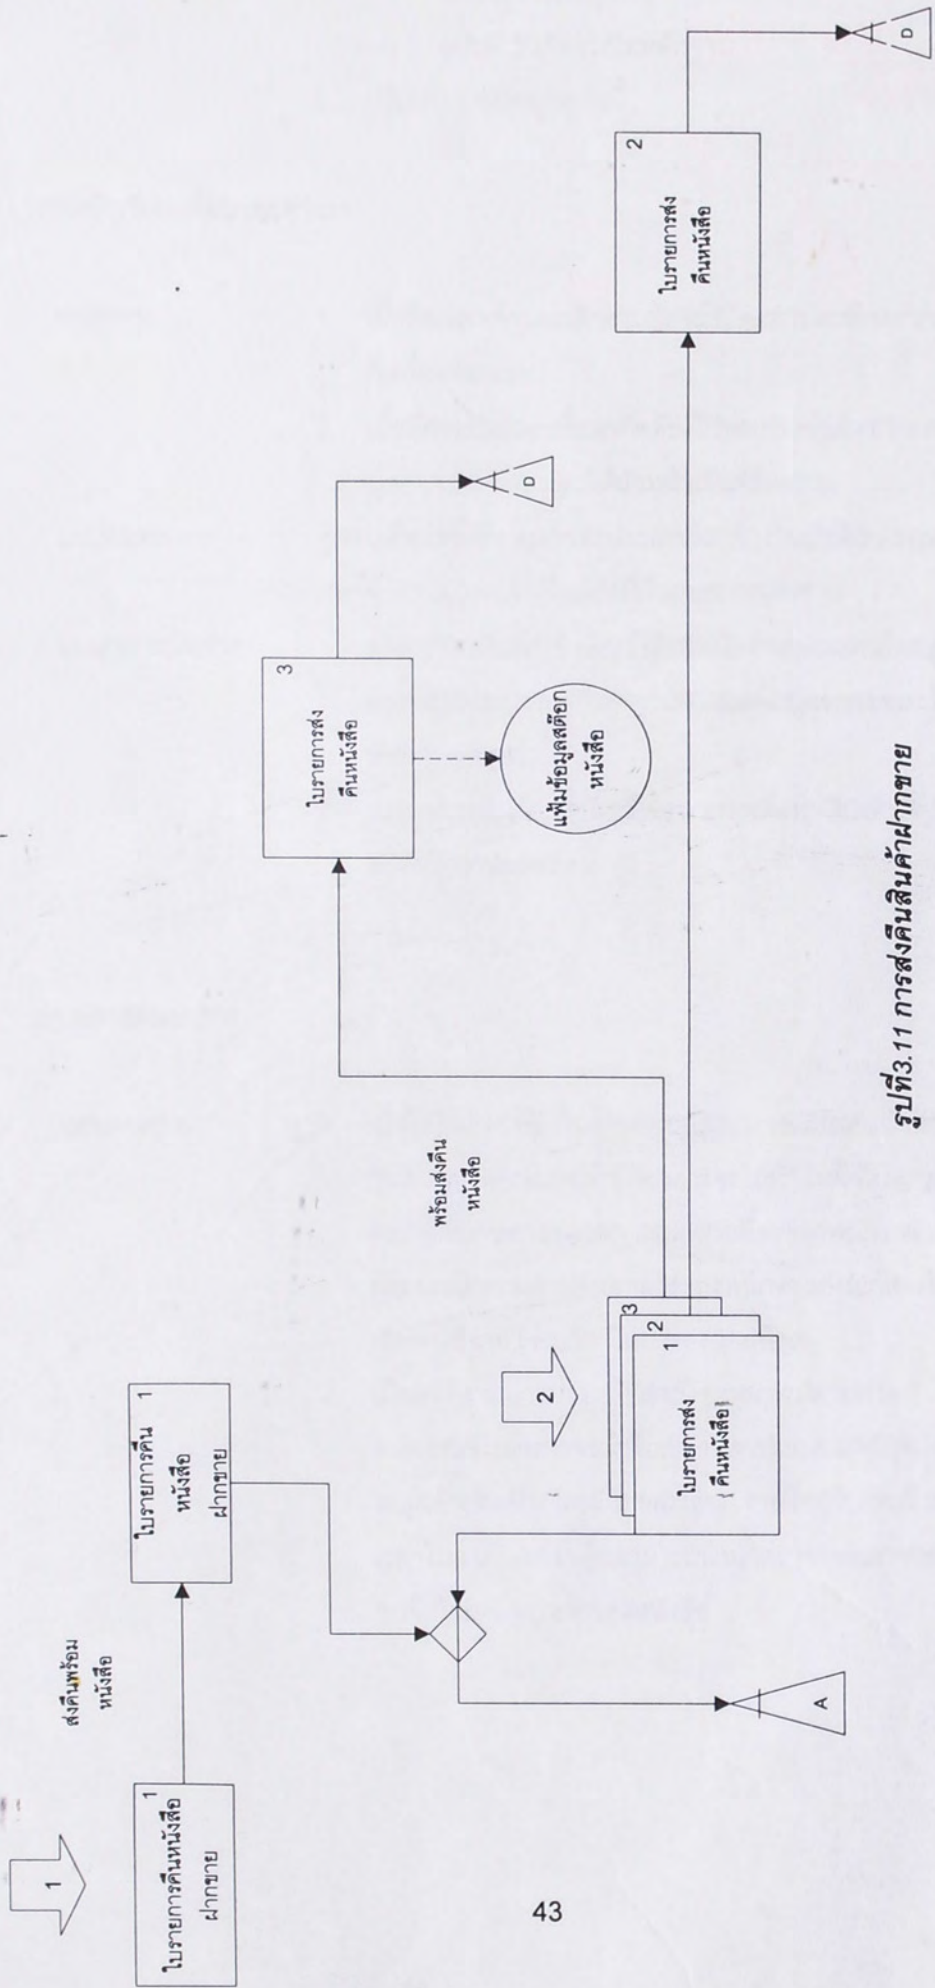 1
ใบรายการคืนหนังสือ
ฝากขาย
1
ส่งคืนพร้อม
หนังสือ
ใบรายการคืน
หนังสือ
ฝากขาย
1
A
2
ใบรายการส่ง
คืนหนังสือ
1
2
3
พร้อมส่งคืน
หนังสือ
ใบรายการส่ง
คืนหนังสือ
3
แฟ้มข้อมูลสต๊อก
หนังสือ
D
ใบรายการส่ง
คืนหนังสือ
2
D
รูปที่3.11 การส่งคืนสินค้าฝากขาย
43